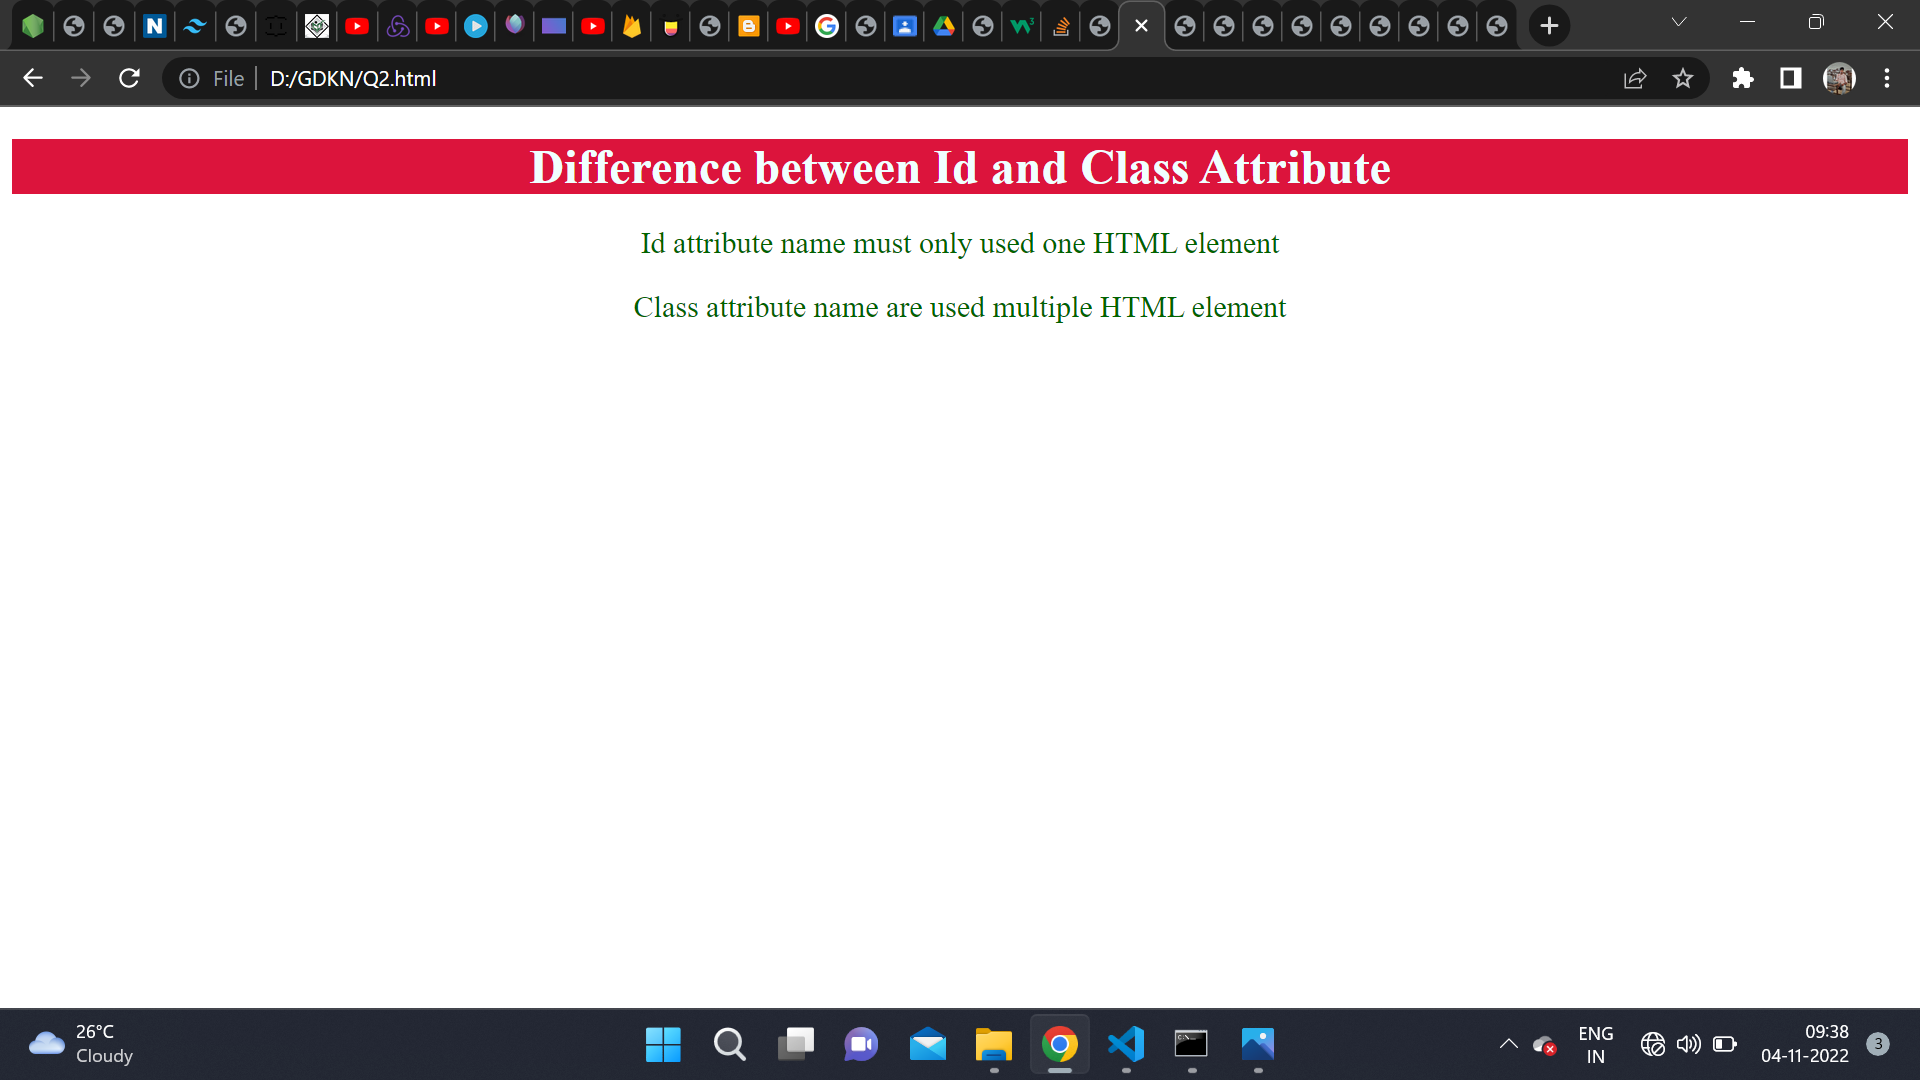 File D:/GDKN/Q2.html
Difference between Id and Class Attribute
Id attribute name must only used one HTML element
Class attribute name are used multiple HTML element
26°C
Cloudy
ENG
IN
09:38
04-11-2022
3